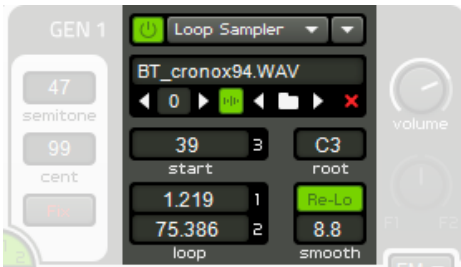 GEN 1
Loop Sampler
BT_cronox94.WAV
0
47
semitone
39 3
start
C3
root
volume
99
cent
1.219 1
75.386 2
loop
Re-Lo
8.8
smooth
F1 F2
2